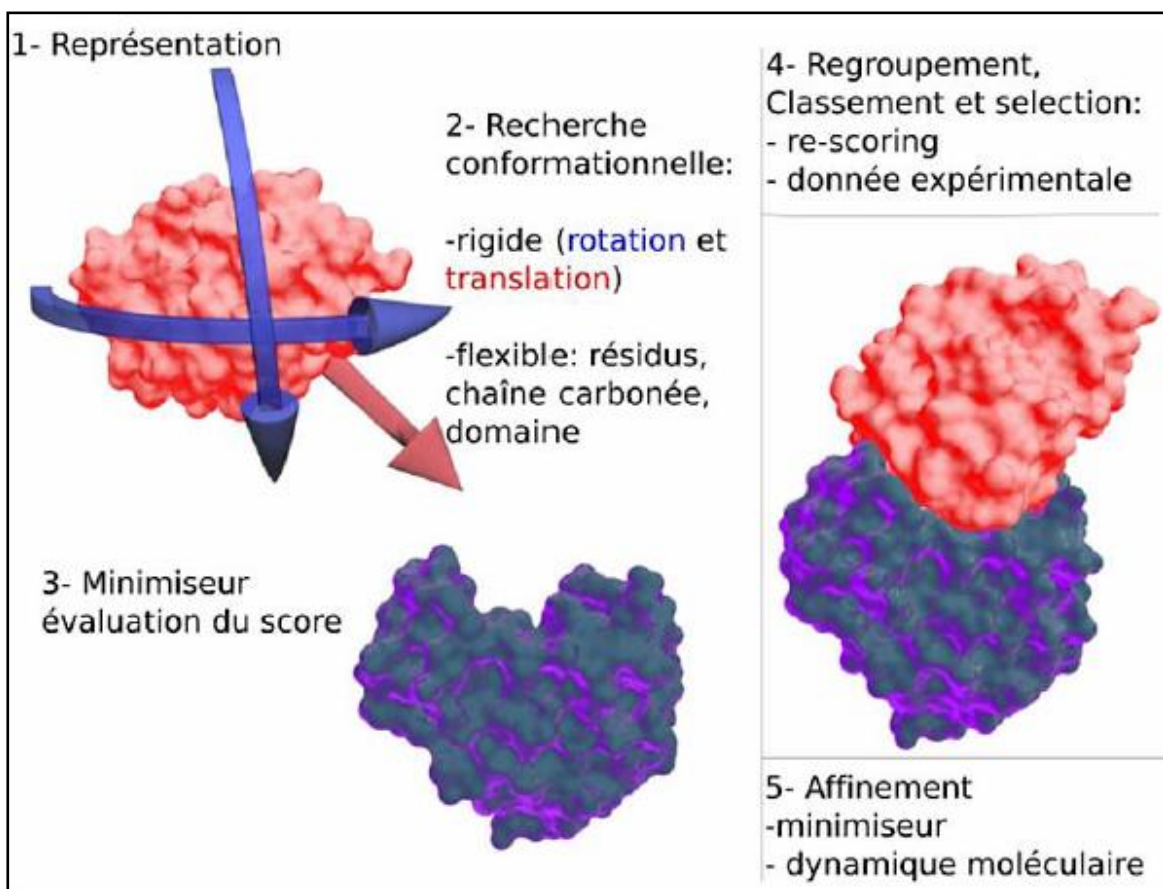 1- Représentation
2- Recherche
conformationnelle:
-rigide (rotation et
translation)
-flexible: résidus,
chaîne carbonée,
domaine
3- Minimiseur
évaluation du score
4- Regroupement,
Classement et selection:
- re-scoring
- donnée expérimentale
5- Affinement
-minimiseur
- dynamique moléculaire